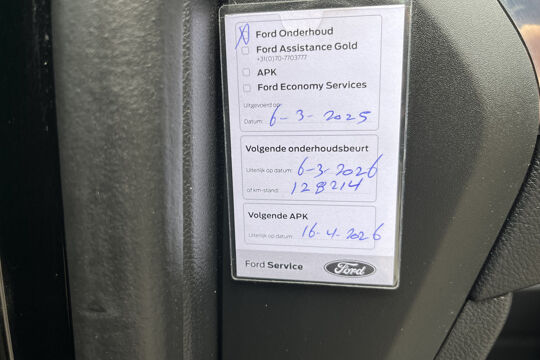 Ford Onderhoud
Ford Assistance Gold
+31(0)70-7703777
APK
Ford Economy Services
Uitgevoerd op:
Datum: 6-3-2025
Volgende onderhoudsbeurt
Uiterlijk op datum: 6-3-2026
of km-stand: 128214
Volgende APK
Uiterlijk op datum: 16-4-2026
Ford Service
Ford